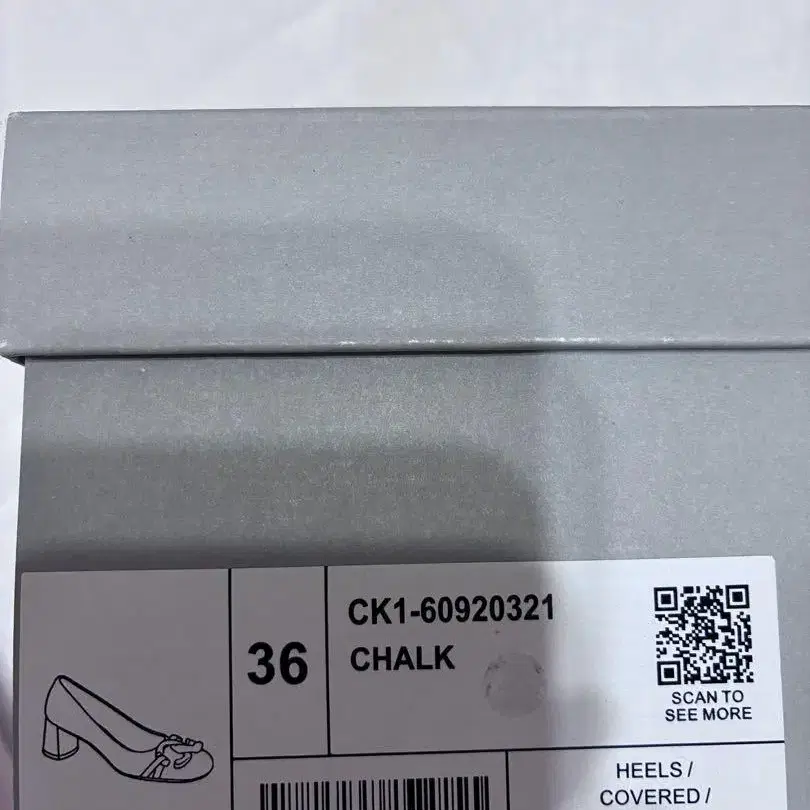 36
CK1-60920321
CHALK
SCAN TO
SEE MORE
HEELS /
COVERED /